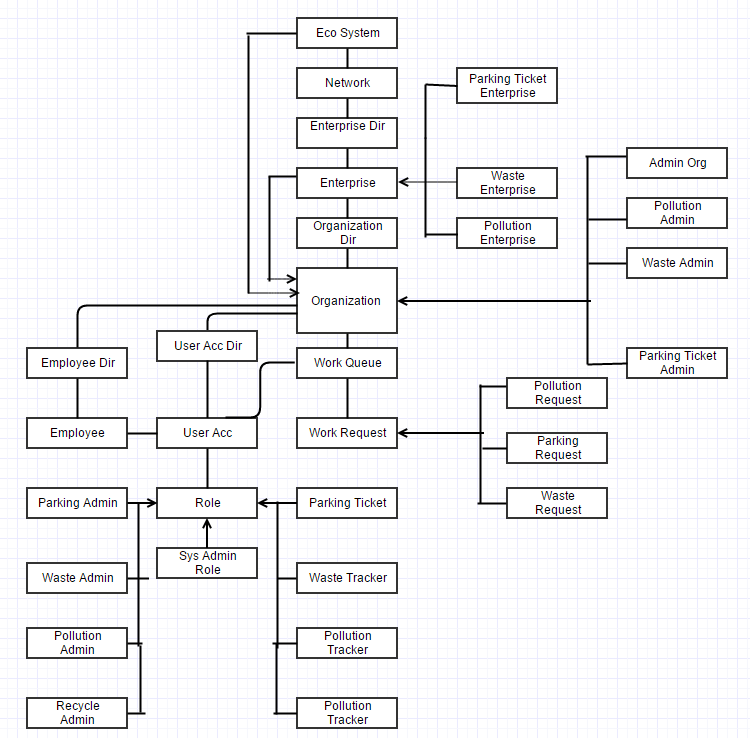 Eco System
Network
Parking Ticket
Enterprise
Enterprise Dir
Admin Org
Enterprise
Waste
Enterprise
Pollution
Admin
Organization
Dir
Pollution
Enterprise
Waste Admin
Organization
User Acc Dir
Employee Dir
Work Queue
Parking Ticket
Admin
Pollution
Request
Employee
User Acc
Work Request
Parking
Request
Parking Admin
Role
Parking Ticket
Waste
Request
Sys Admin
Role
Waste Admin
Waste Tracker
Pollution
Admin
Pollution
Tracker
Recycle
Admin
Pollution
Tracker